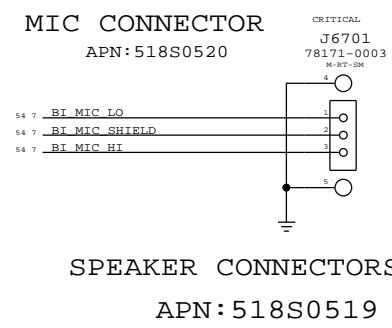 MIC CONNECTOR
CRITICAL
APN:518S0520
J6701
78171-0003
M-RT-SM
4
54 7 BI_MIC_LO 1
54 7 BI_MIC_SHIELD 2
54 7 BI_MIC_HI 3
5
SPEAKER CONNECTORS
APN:518S0519